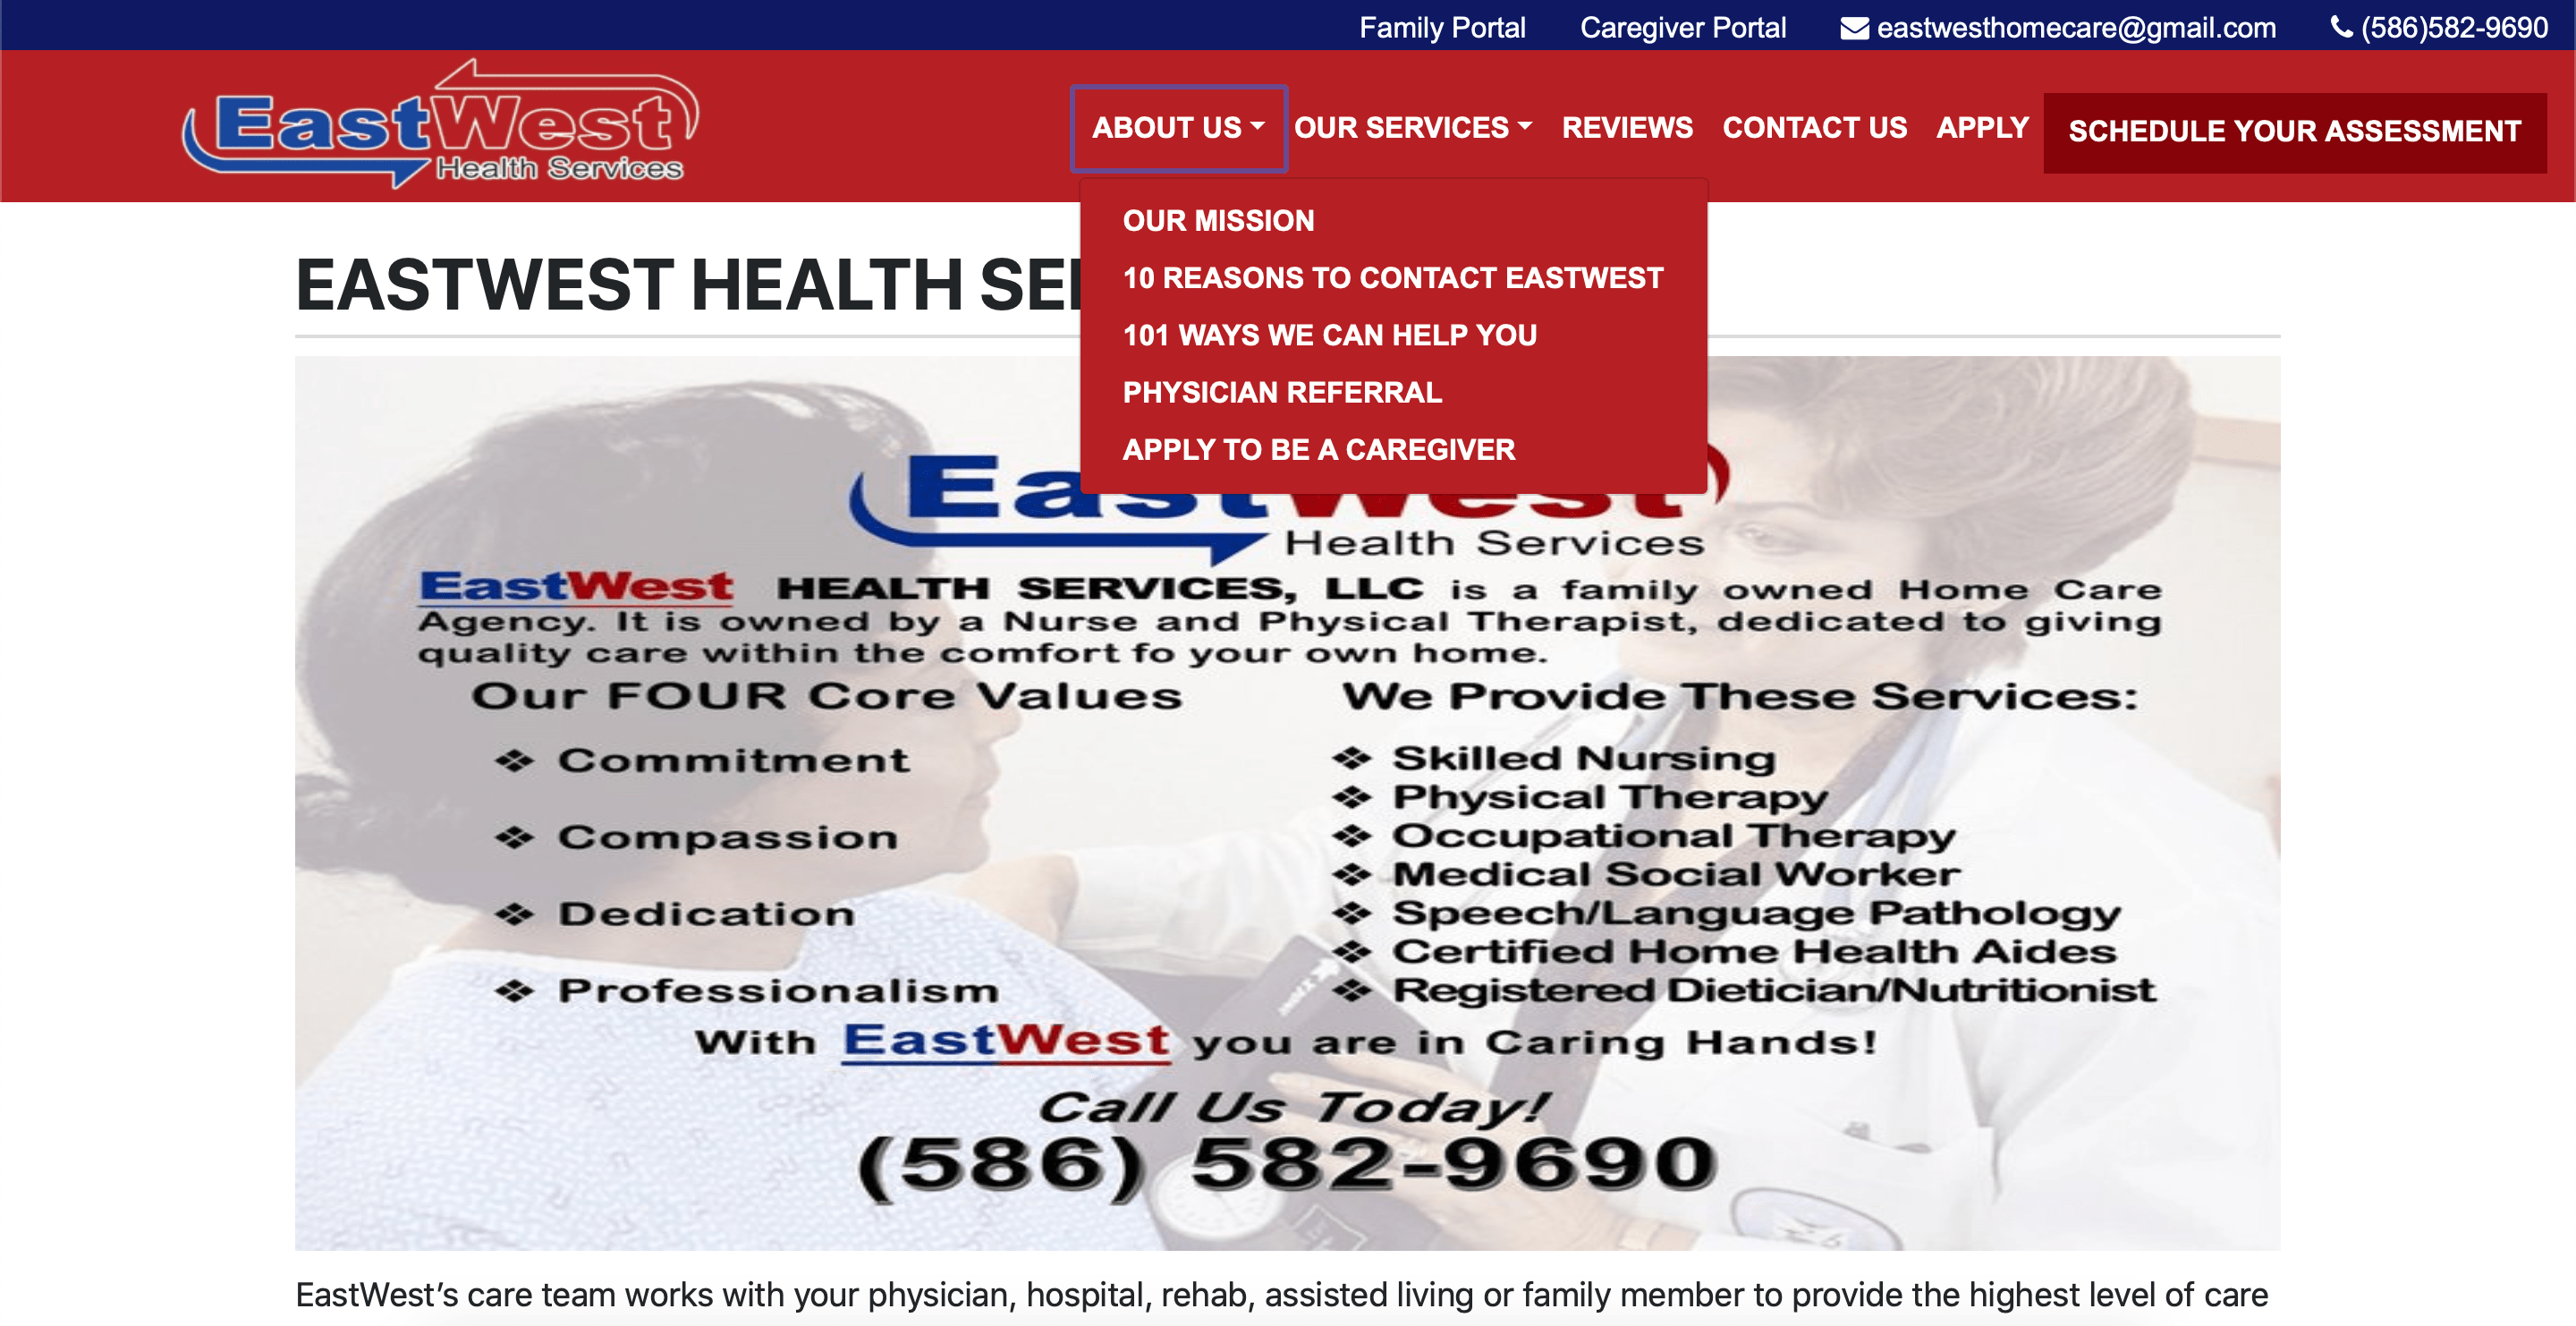 Family Portal Caregiver Portal eastwesthomecare@gmail.com (586)582-9690
EastWest
Health Services
ABOUT US OUR SERVICES REVIEWS CONTACT US APPLY SCHEDULE YOUR ASSESSMENT
OUR MISSION
10 REASONS TO CONTACT EASTWEST
101 WAYS WE CAN HELP YOU
PHYSICIAN REFERRAL
APPLY TO BE A CAREGIVER
EASTWEST HEALTH
EastWest
Health Services
EastWest HEALTH SERVICES, LLC is a family owned Home Care
Agency. It is owned by a Nurse and Physical Therapist, dedicated to giving
quality care within the comfort fo your own home.
Our FOUR Core Values
❖ Commitment
❖ Compassion
❖ Dedication
❖ Professionalism
We Provide These Services:
❖ Skilled Nursing
❖ Physical Therapy
❖ Occupational Therapy
❖ Medical Social Worker
❖ Speech/Language Pathology
❖ Certified Home Health Aides
❖ Registered Dietician/Nutritionist
With EastWest you are in Caring Hands!
Call Us Today!
(586) 582-9690
EastWest's care team works with your physician, hospital, rehab, assisted living or family member to provide the highest level of care